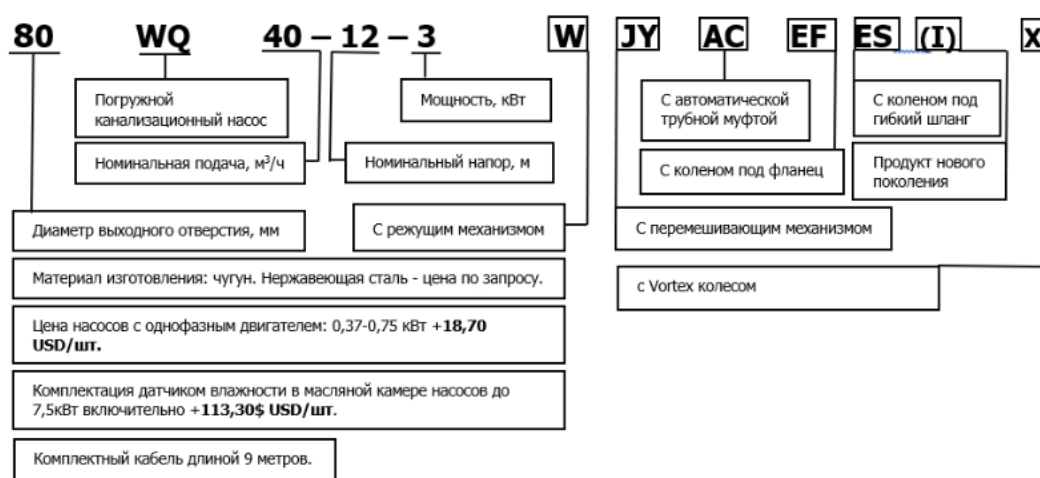 80 WQ 40 – 12 – 3 W JY AC EF ES (I) X
Погружной
канализационный насос
Мощность, кВт
С автоматической
трубной муфтой
С коленом под
гибкий шланг
Номинальная подача, м³/ч
Номинальный напор, м
С коленом под фланец
Продукт нового
поколения
Диаметр выходного отверстия, мм
С режущим механизмом
С перемешивающим механизмом
Материал изготовления: чугун. Нержавеющая сталь - цена по запросу.
с Vortex колесом
Цена насосов с однофазным двигателем: 0,37-0,75 кВт +18,70
USD/шт.
Комплектация датчиком влажности в масляной камере насосов до
7,5кВт включительно +113,30$ USD/шт.
Комплектный кабель длиной 9 метров.